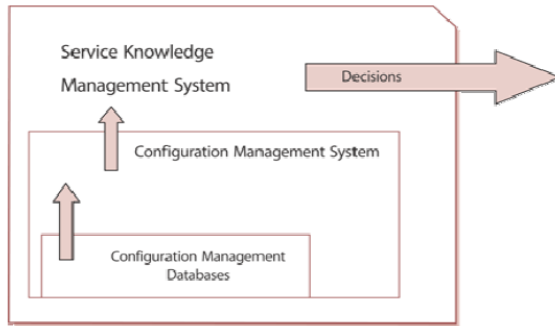 Service Knowledge
Management System
Decisions
Configuration Management System
Configuration Management
Databases